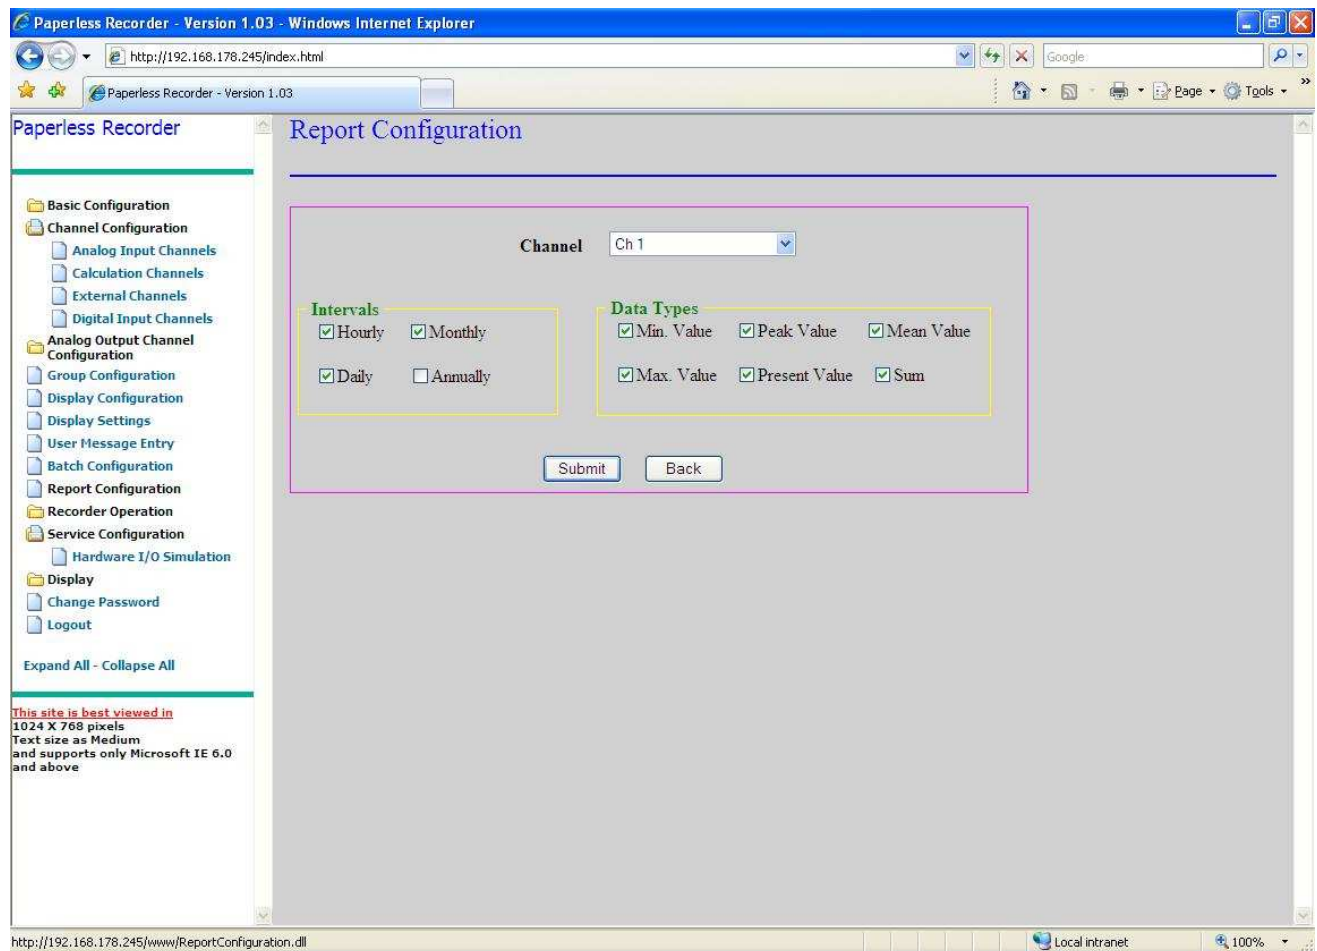 Paperless Recorder - Version 1.03 - Windows Internet Explorer
http://192.168.178.245/index.html
Google
Paperless Recorder - Version 1.03
Page
Tools
»
Paperless Recorder
Basic Configuration
Channel Configuration
Analog Input Channels
Calculation Channels
External Channels
Digital Input Channels
Analog Output Channel
Configuration
Group Configuration
Display Configuration
Display Settings
User Message Entry
Batch Configuration
Report Configuration
Recorder Operation
Service Configuration
Hardware I/O Simulation
Display
Change Password
Logout
Expand All - Collapse All
This site is best viewed in
1024 X 768 pixels
Text size as Medium
and supports only Microsoft IE 6.0
and above
Report Configuration
Channel Ch 1
Intervals
Hourly Monthly
Daily Annually
Data Types
Min. Value Peak Value Mean Value
Max. Value Present Value Sum
Submit Back
http://192.168.178.245/www/ReportConfiguration.dll
Local intranet
100%